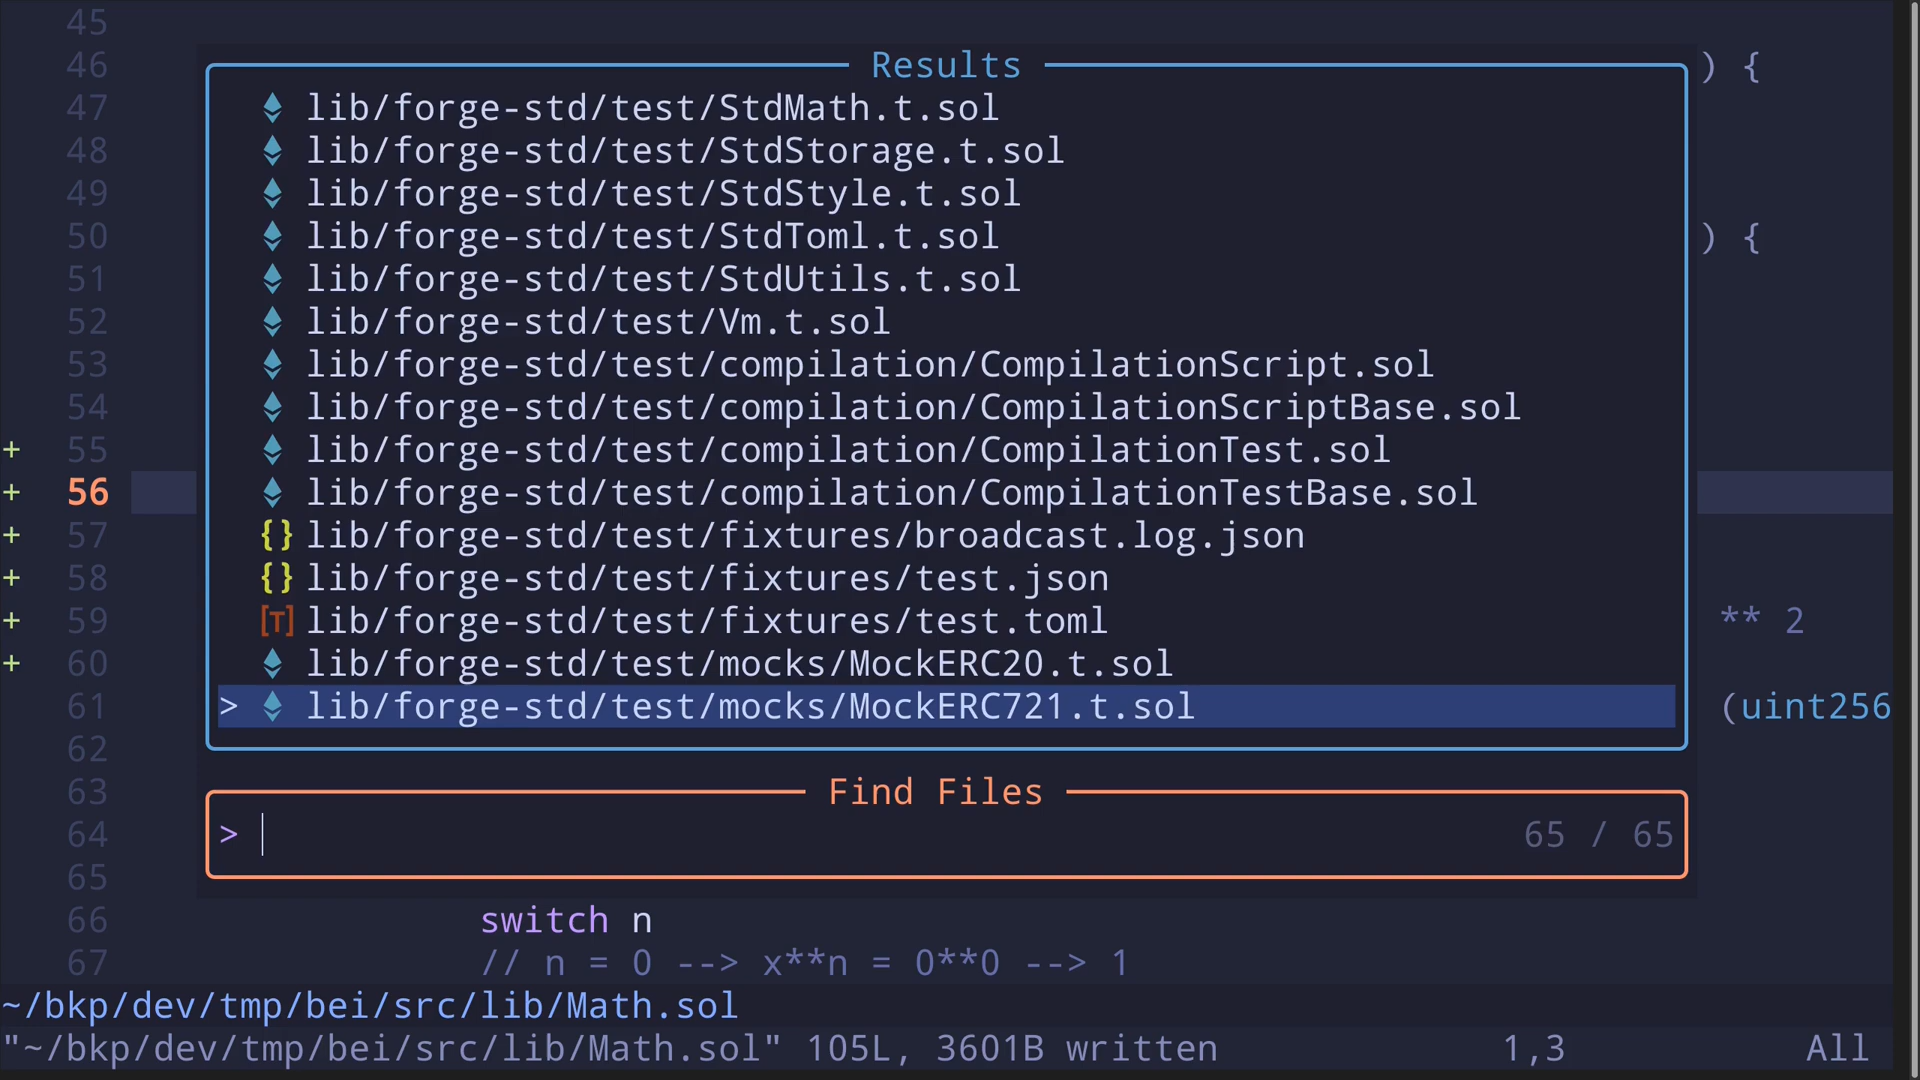 45
46 ) {
Results
47 lib/forge-std/test/StdMath.t.sol
48 lib/forge-std/test/StdStorage.t.sol
49 lib/forge-std/test/StdStyle.t.sol
50 lib/forge-std/test/StdToml.t.sol ) {
51 lib/forge-std/test/StdUtils.t.sol
52 lib/forge-std/test/Vm.t.sol
53 lib/forge-std/test/compilation/CompilationScript.sol
54 lib/forge-std/test/compilation/CompilationScriptBase.sol
+ 55 lib/forge-std/test/compilation/CompilationTest.sol
+ 56 lib/forge-std/test/compilation/CompilationTestBase.sol
+ 57 {} lib/forge-std/test/fixtures/broadcast.log.json
+ 58 {} lib/forge-std/test/fixtures/test.json
+ 59 [T] lib/forge-std/test/fixtures/test.toml ** 2
+ 60 lib/forge-std/test/mocks/MockERC20.t.sol
61 > lib/forge-std/test/mocks/MockERC721.t.sol (uint256
62
63 Find Files
64 > 65 / 65
65
66 switch n
67 // n = 0 --> x**n = 0**0 --> 1
~/bkp/dev/tmp/bei/src/lib/Math.sol
"~/bkp/dev/tmp/bei/src/lib/Math.sol" 105L, 3601B written 1,3 All